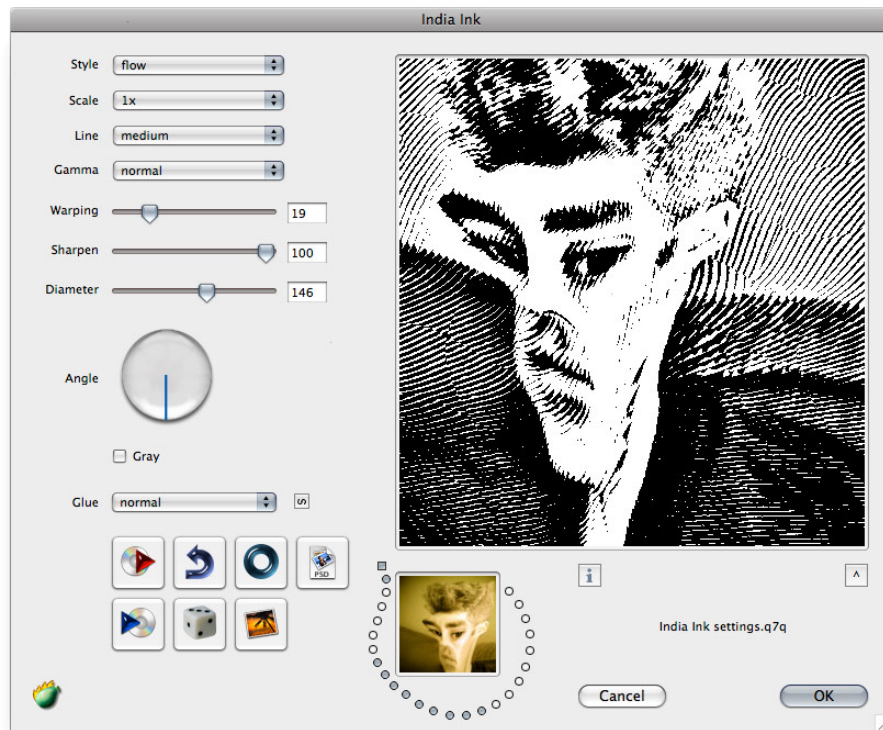 India Ink
Style flow
Scale 1x
Line medium
Gamma normal
Warping 19
Sharpen 100
Diameter 146
Angle
Gray
Glue normal S
PSD
i ^
India Ink settings.q7q
Cancel OK